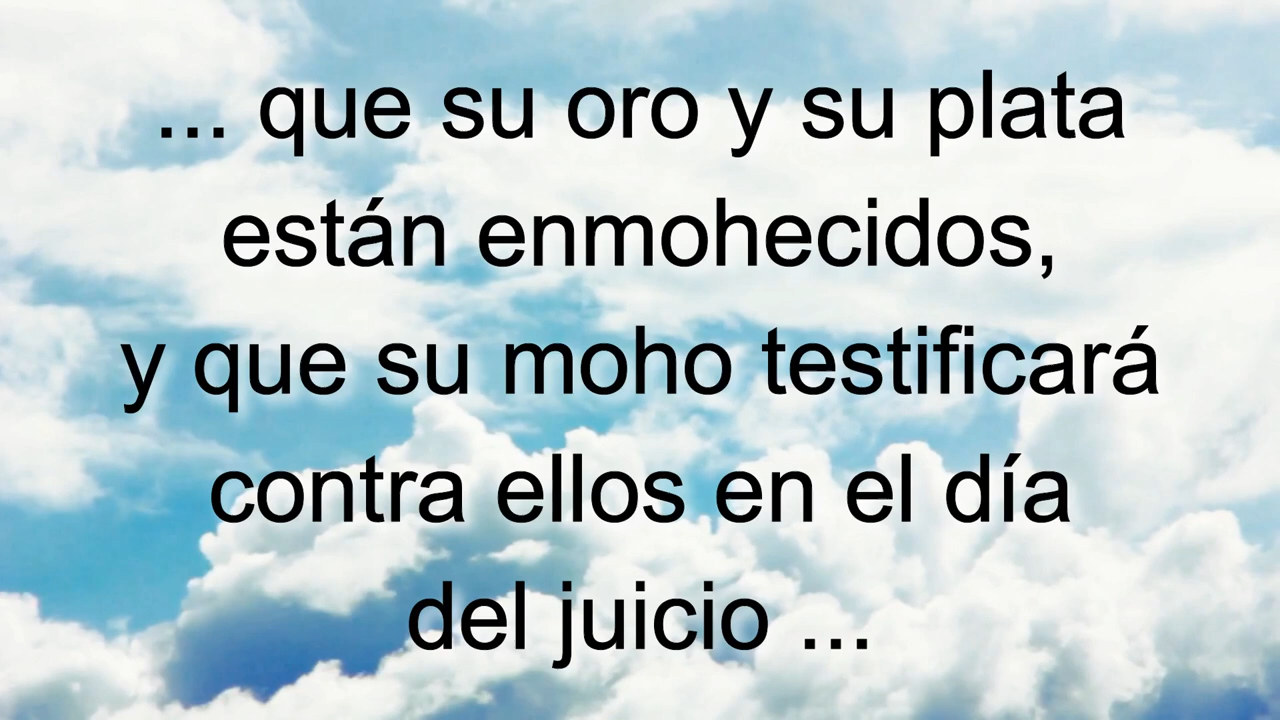 ... que su oro y su plata
están enmohecidos,
y que su moho testificará
contra ellos en el día
del juicio ...